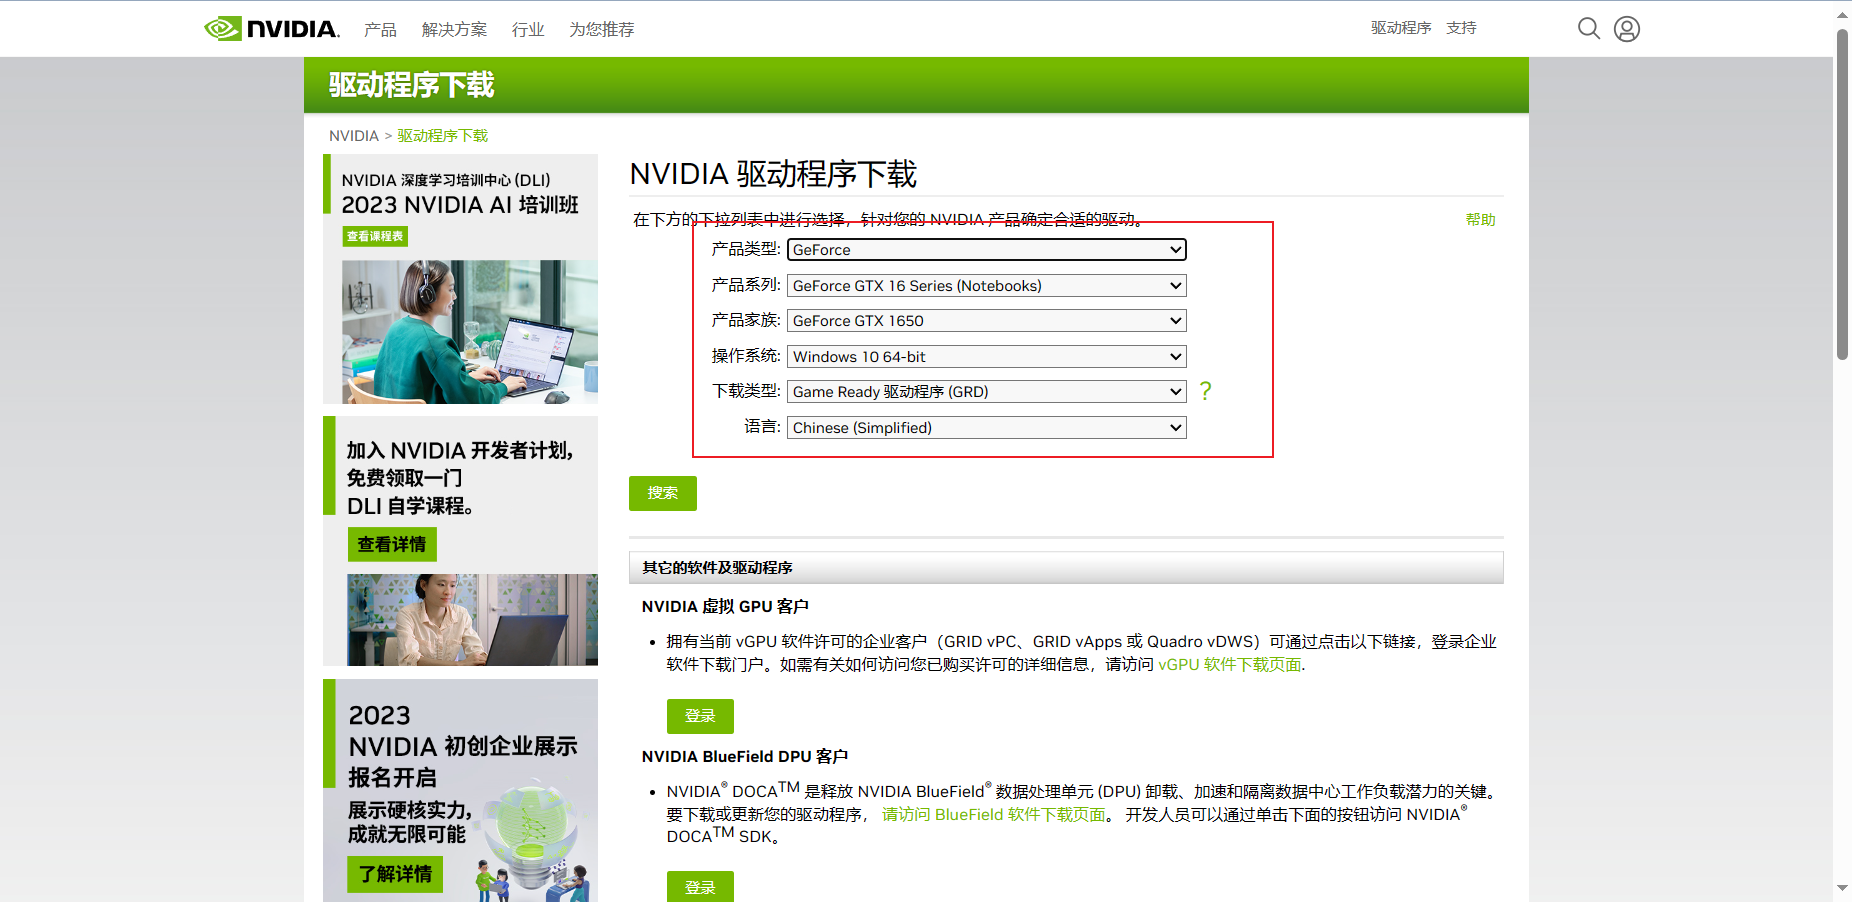 NVIDIA.
产品 解决方案 行业 为您推荐
驱动程序 支持
驱动程序下载
NVIDIA > 驱动程序下载
NVIDIA 深度学习培训中心 (DLI)
2023 NVIDIA AI 培训班
查看课程表
加入 NVIDIA 开发者计划,
免费领取一门
DLI 自学课程。
查看详情
2023
NVIDIA 初创企业展示
报名开启
展示硬核实力,
成就无限可能
了解详情
NVIDIA 驱动程序下载
在下方的下拉列表中进行选择，针对您的 NVIDIA 产品确定合适的驱动。
帮助
产品类型: GeForce
产品系列: GeForce GTX 16 Series (Notebooks)
产品家族: GeForce GTX 1650
操作系统: Windows 10 64-bit
下载类型: Game Ready 驱动程序 (GRD) ?
语言: Chinese (Simplified)
搜索
其它的软件及驱动程序
NVIDIA 虚拟 GPU 客户
• 拥有当前 vGPU 软件许可的企业客户（GRID vPC、GRID vApps 或 Quadro vDWS）可通过点击以下链接，登录企业
软件下载门户。如需有关如何访问您已购买许可的详细信息，请访问 vGPU 软件下载页面.
登录
NVIDIA BlueField DPU 客户
• NVIDIA® DOCA™ 是释放 NVIDIA BlueField® 数据处理单元 (DPU) 卸载、加速和隔离数据中心工作负载潜力的关键。
要下载或更新您的驱动程序， 请访问 BlueField 软件下载页面。 开发人员可以通过单击下面的按钮访问 NVIDIA®
DOCA™ SDK。
登录